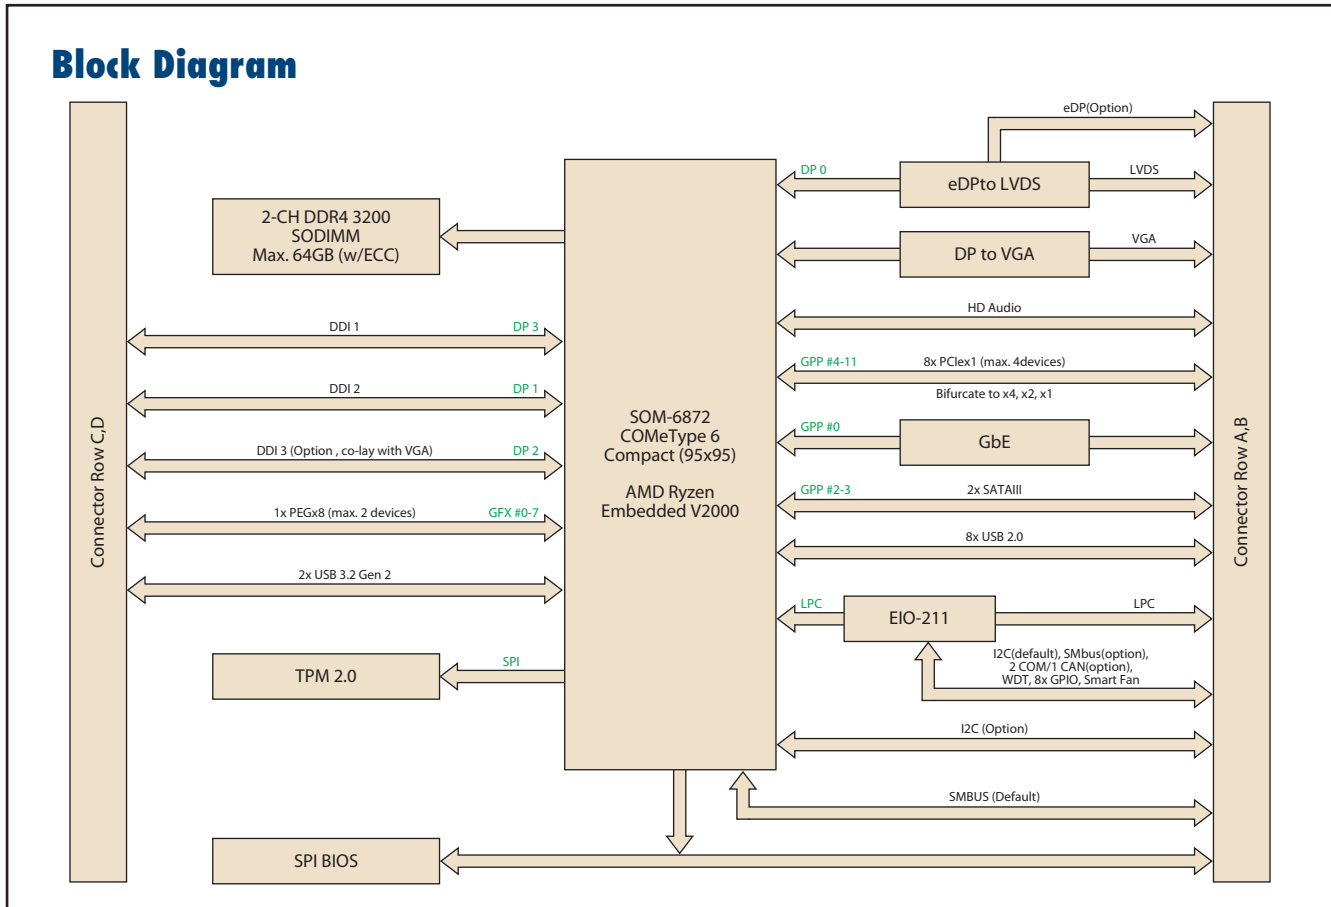 Block Diagram
Connector Row C,D
2-CH DDR4 3200
SODIMM
Max. 64GB (w/ECC)
DDI 1
DP 3
DDI 2
DP 1
DDI 3 (Option , co-lay with VGA)
DP 2
1x PEGx8 (max. 2 devices)
GFX #0-7
2x USB 3.2 Gen 2
TPM 2.0
SPI
SPI BIOS
SOM-6872
COMeType 6
Compact (95x95)
AMD Ryzen
Embedded V2000
eDP(Option)
DP 0
eDPto LVDS
LVDS
DP to VGA
VGA
HD Audio
GPP #4-11
8x PCIex1 (max. 4devices)
Bifurcate to x4, x2, x1
GPP #0
GbE
GPP #2-3
2x SATAIII
8x USB 2.0
LPC
EIO-211
LPC
I2C(default), SMbus(option),
2 COM/1 CAN(option),
WDT, 8x GPIO, Smart Fan
I2C (Option)
SMBUS (Default)
Connector Row A,B